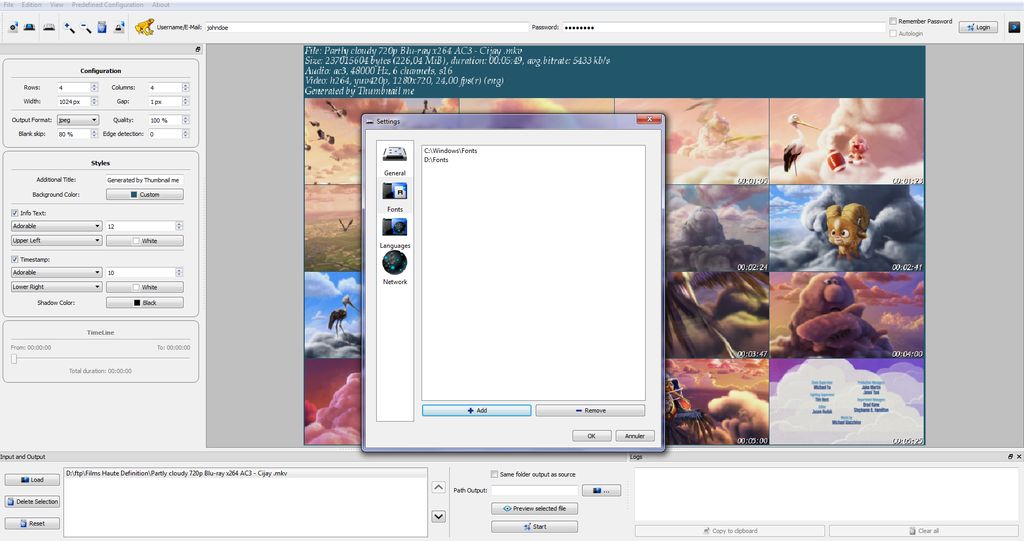 File Edition View Predefined Configuration About
Username/E-Mail: johndoe Password: ●●●●●●●● Remember Password Autologin Login
Configuration
Rows: 4 Columns: 4
Width: 1024 px Gap: 1 px
Output Format: jpeg Quality: 100 %
Blank skip: 80 % Edge detection: 0
Styles
Additional Title: Generated by Thumbnail me
Background Color: Custom
Info Text:
Adorable 12
Upper Left White
Timestamp:
Adorable 10
Lower Right White
Shadow Color: Black
TimeLine
From: 00:00:00 To: 00:00:00
Total duration: 00:00:00
File: Partly cloudy 720p Blu-ray x264 AC3 - Cijay .mkv
Size: 237015604 bytes (226,04 MiB), duration: 00:05:49, avg.bitrate: 5433 kb/s
Audio: ac3, 48000 Hz, 6 channels, s16
Video: h264, yuv420p, 1280x720, 24,00 fps(r) (eng)
Generated by Thumbnail me
00:01:05 00:01:23
00:02:24 00:02:41
00:03:47 00:04:00
00:05:00 00:05:25
Settings
General
Fonts
Languages
Network
C:\Windows\Fonts
D:\Fonts
Add Remove
OK Annuler
Input and Output
Load
Delete Selection
Reset
D:\ftp\Films Haute Definition\Partly cloudy 720p Blu-ray x264 AC3 - Cijay .mkv
Same folder output as source
Path Output: ...
Preview selected file
Start
Logs
Copy to clipboard Clear all